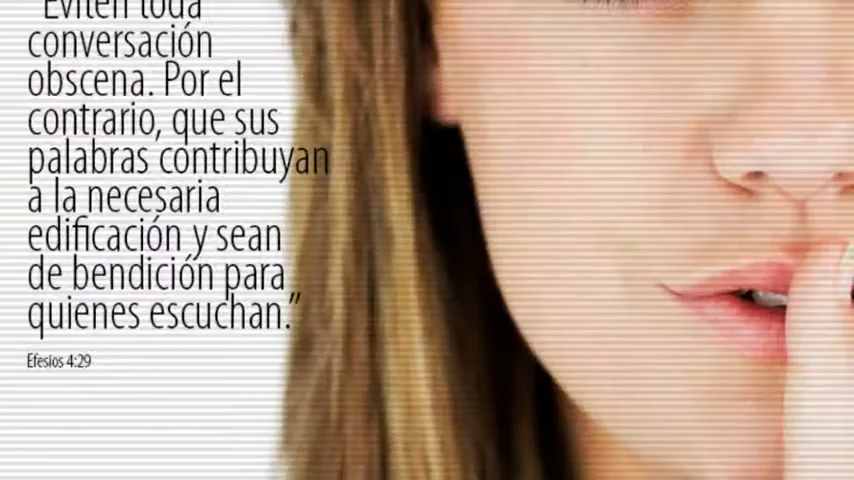 “Eviten toda
conversación
obscena. Por el
contrario, que sus
palabras contribuyan
a la necesaria
edificación y sean
de bendición para
quienes escuchan.”
Efesios 4:29